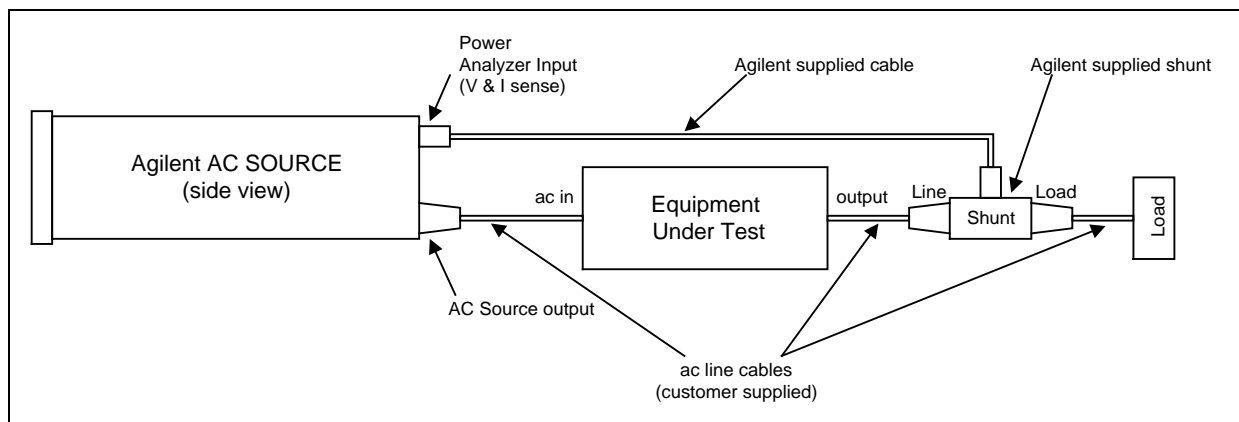 Power
Analyzer Input
(V & I sense)
Agilent supplied cable
Agilent supplied shunt
Agilent AC SOURCE
(side view)
ac in
Equipment
Under Test
output
Line
Load
Shunt
Load
AC Source output
ac line cables
(customer supplied)